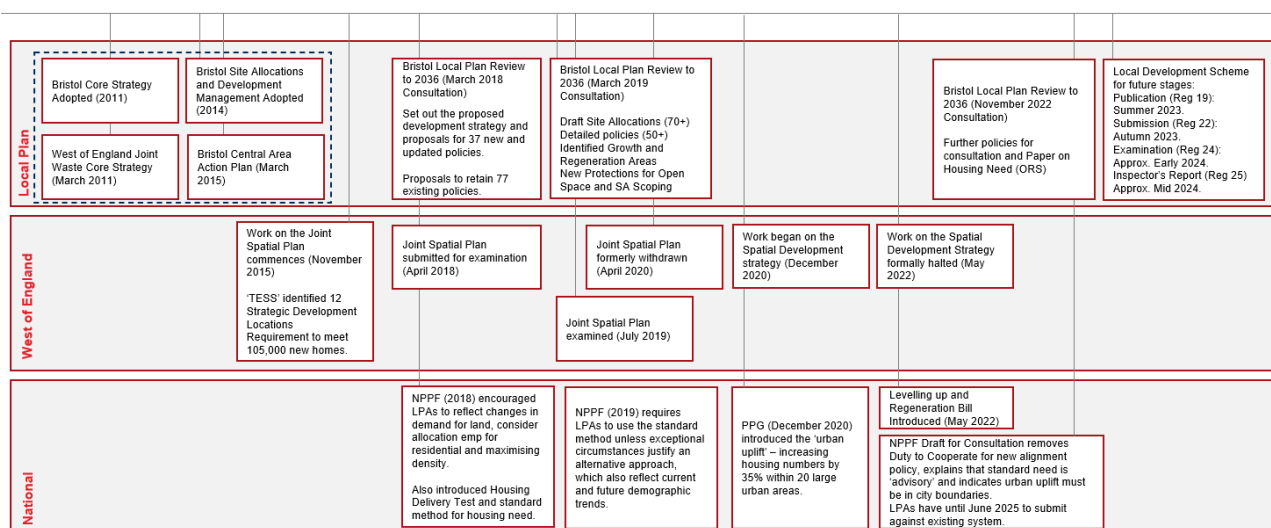 Local Plan
Bristol Core Strategy
Adopted (2011)
Bristol Site Allocations
and Development
Management Adopted
(2014)
West of England Joint
Waste Core Strategy
(March 2011)
Bristol Central Area
Action Plan (March
2015)
Bristol Local Plan Review
to 2036 (March 2018
Consultation)
Set out the proposed
development strategy and
proposals for 37 new and
updated policies.
Proposals to retain 77
existing policies.
Bristol Local Plan Review to
2036 (March 2019
Consultation)
Draft Site Allocations (70+)
Detailed policies (50+)
Identified Growth and
Regeneration Areas
New Protections for Open
Space and SA Scoping
Bristol Local Plan Review to
2036 (November 2022
Consultation)
Further policies for
consultation and Paper on
Housing Need (ORS)
Local Development Scheme
for future stages:
Publication (Reg 19):
Summer 2023.
Submission (Reg 22):
Autumn 2023.
Examination (Reg 24):
Approx. Early 2024.
Inspector's Report (Reg 25)
Approx. Mid 2024.
West of England
Work on the Joint
Spatial Plan
commences (November
2015)
‘TESS’ identified 12
Strategic Development
Locations
Requirement to meet
105,000 new homes.
Joint Spatial Plan
submitted for examination
(April 2018)
Joint Spatial Plan
formerly withdrawn
(April 2020)
Joint Spatial Plan
examined (July 2019)
Work began on the
Spatial Development
strategy (December
2020)
Work on the Spatial
Development Strategy
formally halted (May
2022)
National
NPPF (2018) encouraged
LPAs to reflect changes in
demand for land, consider
allocation emp for
residential and maximising
density.
Also introduced Housing
Delivery Test and standard
method for housing need.
NPPF (2019) requires
LPAs to use the standard
method unless exceptional
circumstances justify an
alternative approach,
which also reflect current
and future demographic
trends.
PPG (December 2020)
introduced the ‘urban
uplift’ – increasing
housing numbers by
35% within 20 large
urban areas.
Levelling up and
Regeneration Bill
Introduced (May 2022)
NPPF Draft for Consultation removes
Duty to Cooperate for new alignment
policy, explains that standard need is
‘advisory’ and indicates urban uplift must
be in city boundaries.
LPAs have until June 2025 to submit
against existing system.